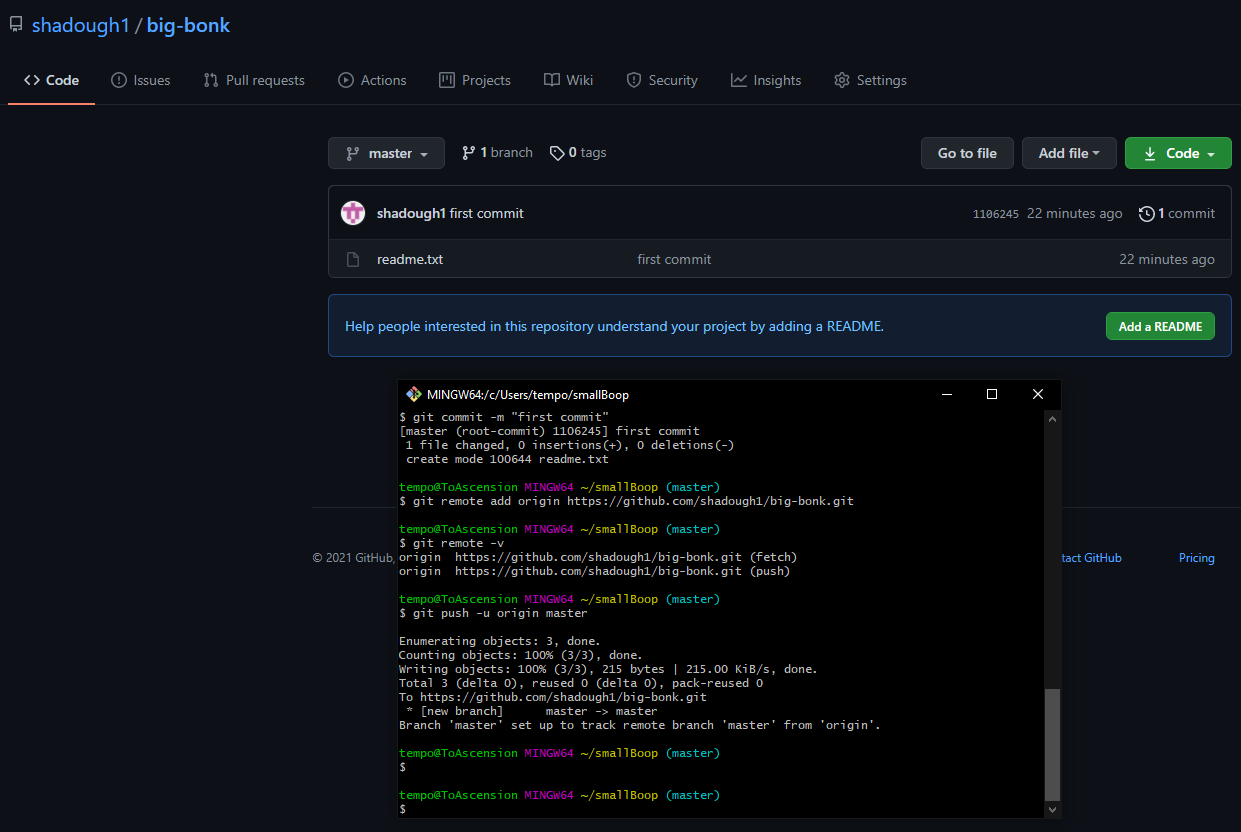 shadough1 / big-bonk
Code Issues Pull requests Actions Projects Wiki Security Insights Settings
master 1 branch 0 tags Go to file Add file Code
shadough1 first commit 1106245 22 minutes ago 1 commit
readme.txt first commit 22 minutes ago
Help people interested in this repository understand your project by adding a README. Add a README
MINGW64:/c/Users/tempo/smallBoop
$ git commit -m "first commit"
[master (root-commit) 1106245] first commit
1 file changed, 0 insertions(+), 0 deletions(-)
create mode 100644 readme.txt
tempo@ToAscension MINGW64 ~/smallBoop (master)
$ git remote add origin https://github.com/shadough1/big-bonk.git
tempo@ToAscension MINGW64 ~/smallBoop (master)
$ git remote -v
origin https://github.com/shadough1/big-bonk.git (fetch)
origin https://github.com/shadough1/big-bonk.git (push)
tempo@ToAscension MINGW64 ~/smallBoop (master)
$ git push -u origin master
Enumerating objects: 3, done.
Counting objects: 100% (3/3), done.
Writing objects: 100% (3/3), 215 bytes | 215.00 KiB/s, done.
Total 3 (delta 0), reused 0 (delta 0), pack-reused 0
To https://github.com/shadough1/big-bonk.git
* [new branch] master -> master
Branch 'master' set up to track remote branch 'master' from 'origin'.
tempo@ToAscension MINGW64 ~/smallBoop (master)
$
tempo@ToAscension MINGW64 ~/smallBoop (master)
$
© 2021 GitHub, tact GitHub Pricing